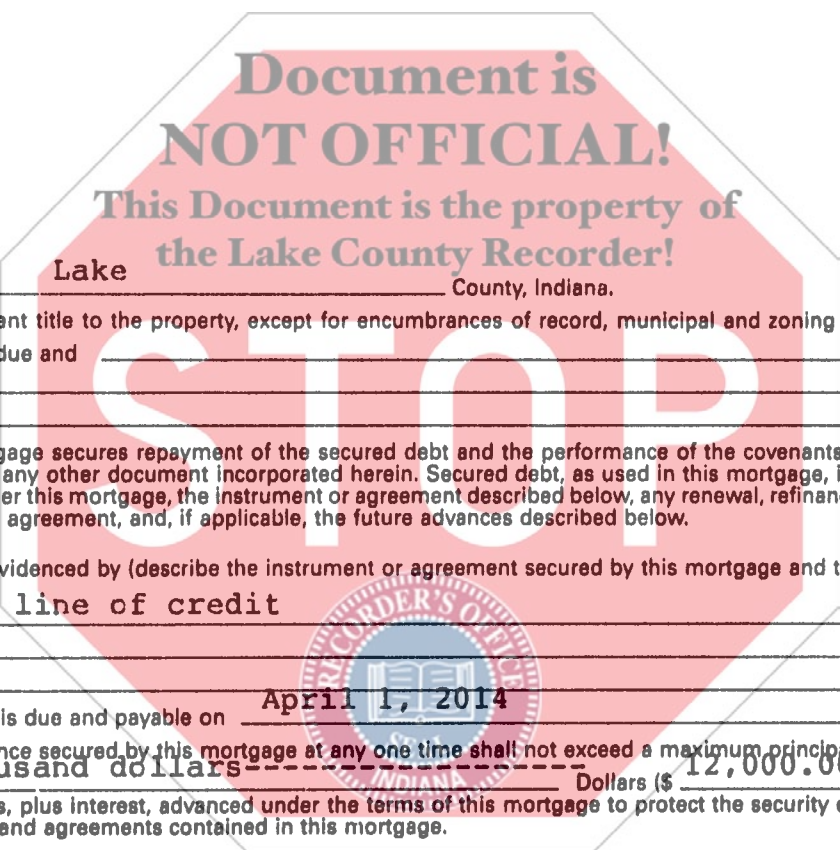 Document is
NOT OFFICIAL!
This Document is the property of
the Lake County Recorder!
Lake
County, Indiana.
ant title to the property, except for encumbrances of record, municipal and zoning
due and
STOP
gage secures repayment of the secured debt and the performance of the covenants
any other document incorporated herein. Secured debt, as used in this mortgage, i
er this mortgage, the instrument or agreement described below, any renewal, refinan
agreement, and, if applicable, the future advances described below.
videnced by (describe the instrument or agreement secured by this mortgage and t
line of credit
RECORDER'S OFFICE
SEAL
INDIANA
is due and payable on April 1, 2014
nce secured by this mortgage at any one time shall not exceed a maximum principa
usand dollars------------------- Dollars ($ 12,000.00
s, plus interest, advanced under the terms of this mortgage to protect the security
and agreements contained in this mortgage.